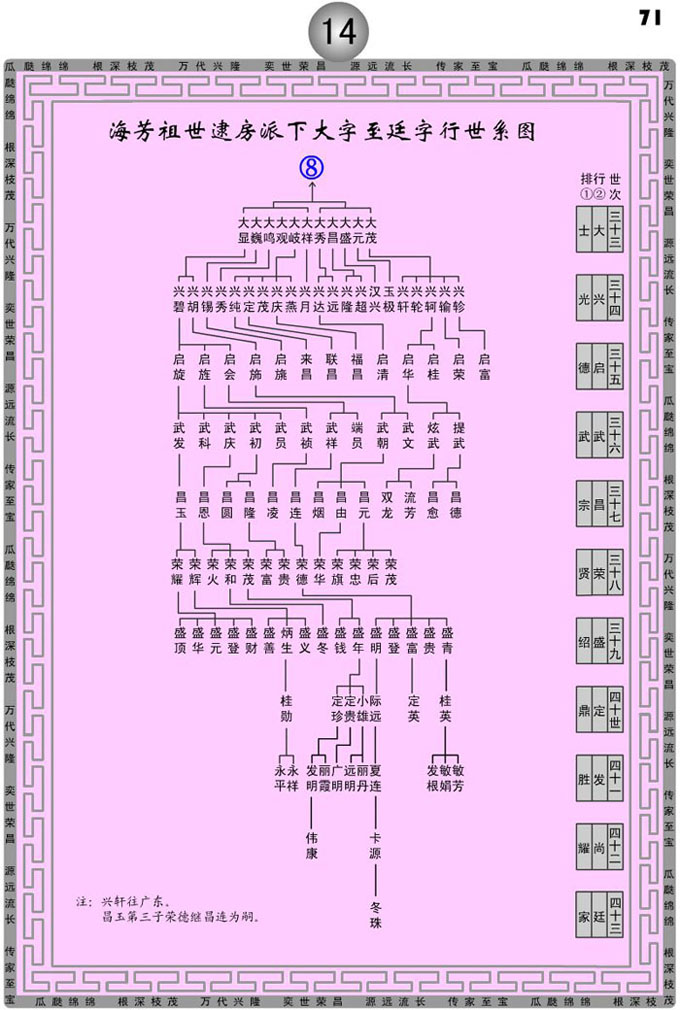 71
14
瓜瓞绵绵 根深枝茂 万代兴隆 奕世荣昌 源远流长 传家至宝 瓜瓞绵绵 根深枝茂
瓜瓞绵绵 根深枝茂 万代兴隆 奕世荣昌 源远流长 传家至宝 瓜瓞绵绵 根深枝茂 万代兴隆 奕世荣昌 源远流长 传家至宝
万代兴隆 奕世荣昌 源远流长 传家至宝 瓜瓞绵绵 根深枝茂 万代兴隆 奕世荣昌 源远流长 传家至宝 瓜瓞绵绵 根深枝茂
海芳祖世逮房派下大字至廷字行世系图
⑧
排行 世
①② 次
大显 大巍 大鸣 大观 大岐 大祥 大秀 大昌 大盛 大元 大茂
士 大 三十三
兴碧 兴胡 兴锡 兴秀 兴纯 兴定 兴茂 兴庆 兴燕 兴月 兴达 兴远 兴隆 兴超 汉兴 玉极 兴轩 兴轮 兴轲 兴输 兴轸
光 兴 三十四
启旋 启旌 启会 启旆 启旗 来昌 联昌 福昌 启清 启华 启桂 启荣 启富
德 启 三十五
武发 武科 武庆 武初 武员 武祯 武祥 端员 武朝 武文 炫武 提武
武 武 三十六
昌玉 昌恩 昌圆 昌隆 昌凌 昌连 昌烟 昌由 昌元 双龙 流芳 昌愈 昌德
宗 昌 三十七
荣耀 荣辉 荣火 荣和 荣茂 荣富 荣贵 荣德 荣华 荣旗 荣忠 荣后 荣茂
贤 荣 三十八
盛顶 盛华 盛元 盛登 盛财 盛善 炳生 盛义 盛冬 盛钱 盛年 盛明 盛登 盛富 盛贵 盛青
绍 盛 三十九
桂勋 定珍 定贵 小雄 际远 定英 桂英
鼎 定 四十世
永平 永祥 发明 丽霞 广明 远明 丽丹 夏连 发根 敏娟 敏芳
胜 发 四十一
伟康 卡源
耀 尚 四十二
冬珠
家 廷 四十三
注：兴轩往广东。
昌玉第三子荣德继昌连为嗣。
瓜瓞绵绵 根深枝茂 万代兴隆 奕世荣昌 源远流长 传家至宝 瓜瓞绵绵 根深枝茂